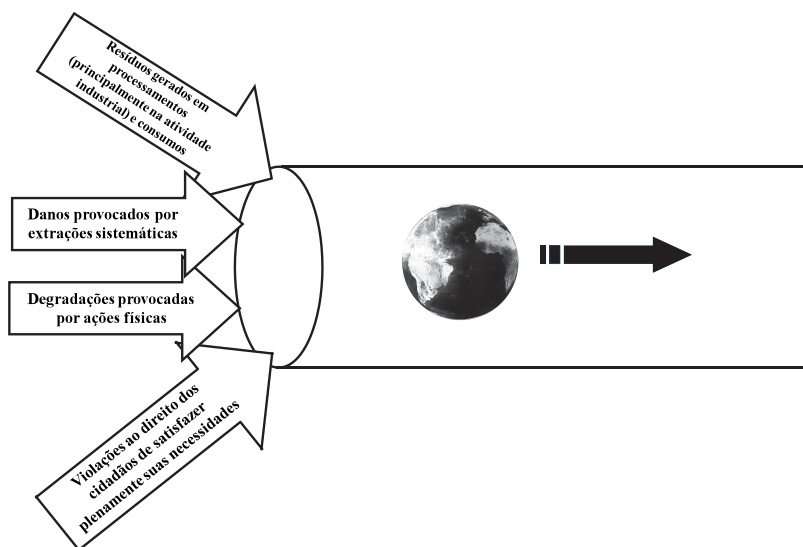 Resíduos gerados em
processamentos
(principalmente na atividade
industrial) e consumos
Danos provocados por
extrações sistemáticas
Degradações provocadas
por ações físicas
Violações ao direito dos
cidadãos de satisfazer
plenamente suas necessidades